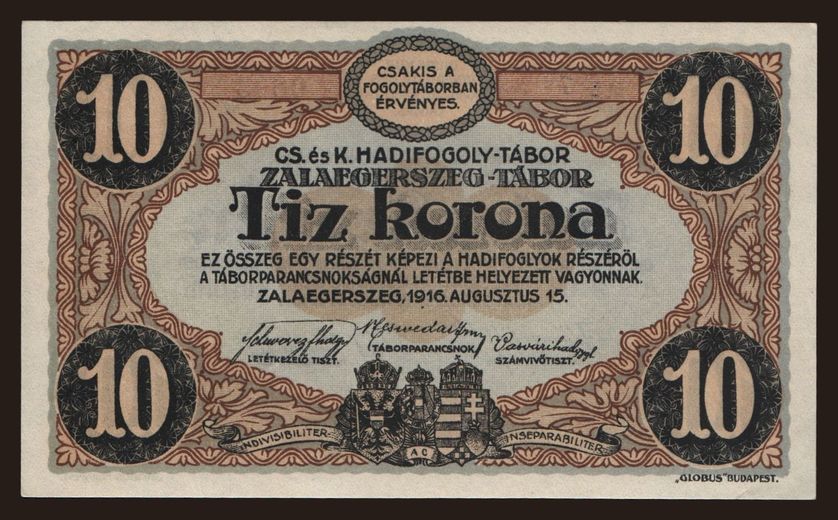 10
CSAKIS A
FOGOLYTÁBORBAN
ÉRVÉNYES.
10
CS. és K. HADIFOGOLY-TÁBOR
ZALAEGERSZEG-TÁBOR
Tiz korona
EZ ÖSSZEG EGY RÉSZÉT KÉPEZI A HADIFOGLYOK RÉSZÉRŐL
A TÁBORPARANCSNOKSÁGNÁL LETÉTBE HELYEZETT VAGYONNAK.
ZALAEGERSZEG, 1916. AUGUSZTUS 15.
LETÉTKEZELŐ TISZT.
TÁBORPARANCSNOK
SZÁMVIVŐTISZT.
10
INDIVISIBILITER
AC
INSEPARABILITER
10
„GLOBUS" BUDAPEST.